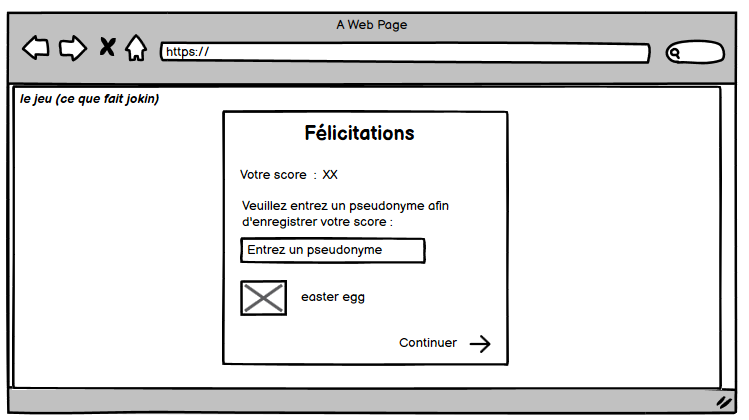 A Web Page
https://
le jeu (ce que fait jokin)
Félicitations
Votre score : XX
Veuillez entrez un pseudonyme afin
d'enregistrer votre score :
Entrez un pseudonyme
easter egg
Continuer